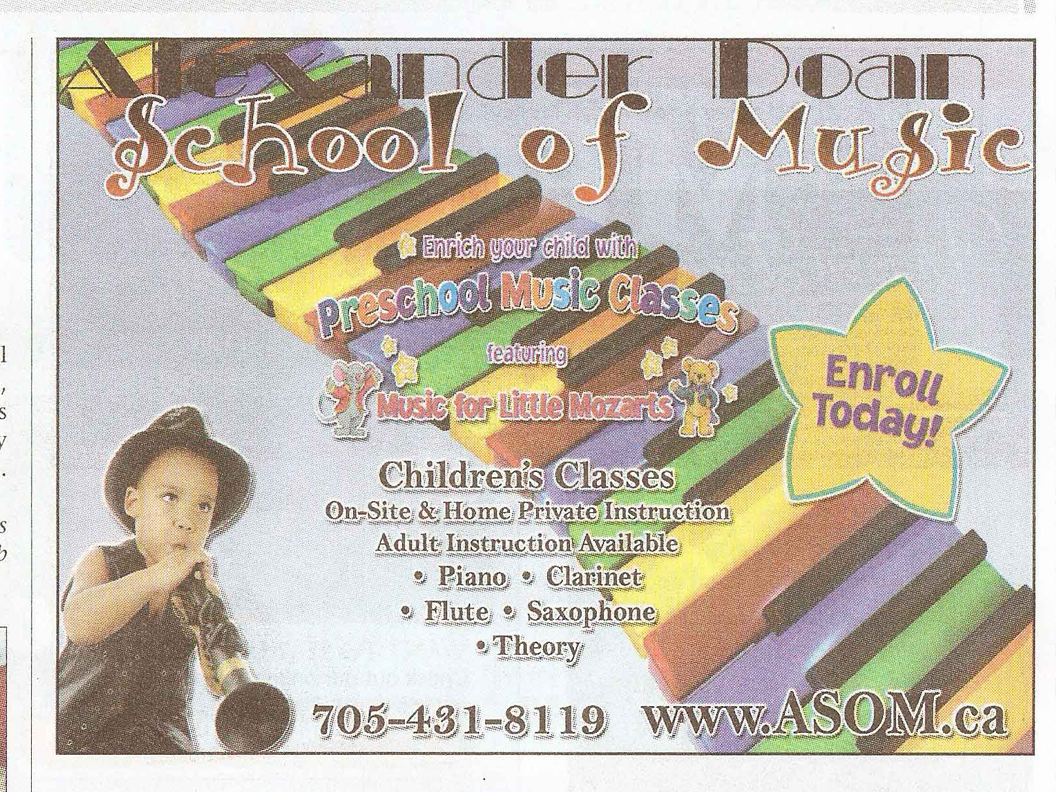 Alexander Doan
School of Music
Enrich your child with
Preschool Music Classes
featuring
Music for Little Mozarts
Enroll
Today!
Children's Classes
On-Site & Home Private Instruction
Adult Instruction Available
• Piano • Clarinet
• Flute • Saxophone
• Theory
705-431-8119 www.ASOM.ca
l
,
s
y
.
s
b